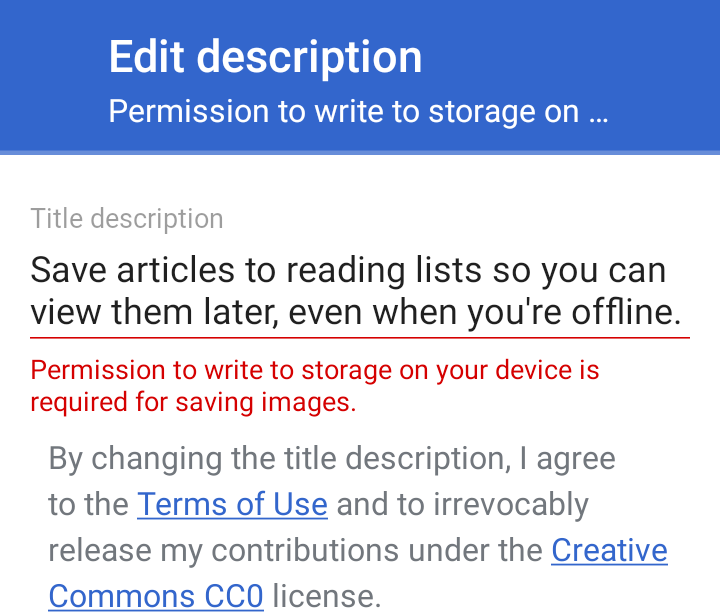 Edit description
Permission to write to storage on ...
Title description
Save articles to reading lists so you can
view them later, even when you're offline.
Permission to write to storage on your device is
required for saving images.
By changing the title description, I agree
to the Terms of Use and to irrevocably
release my contributions under the Creative
Commons CC0 license.